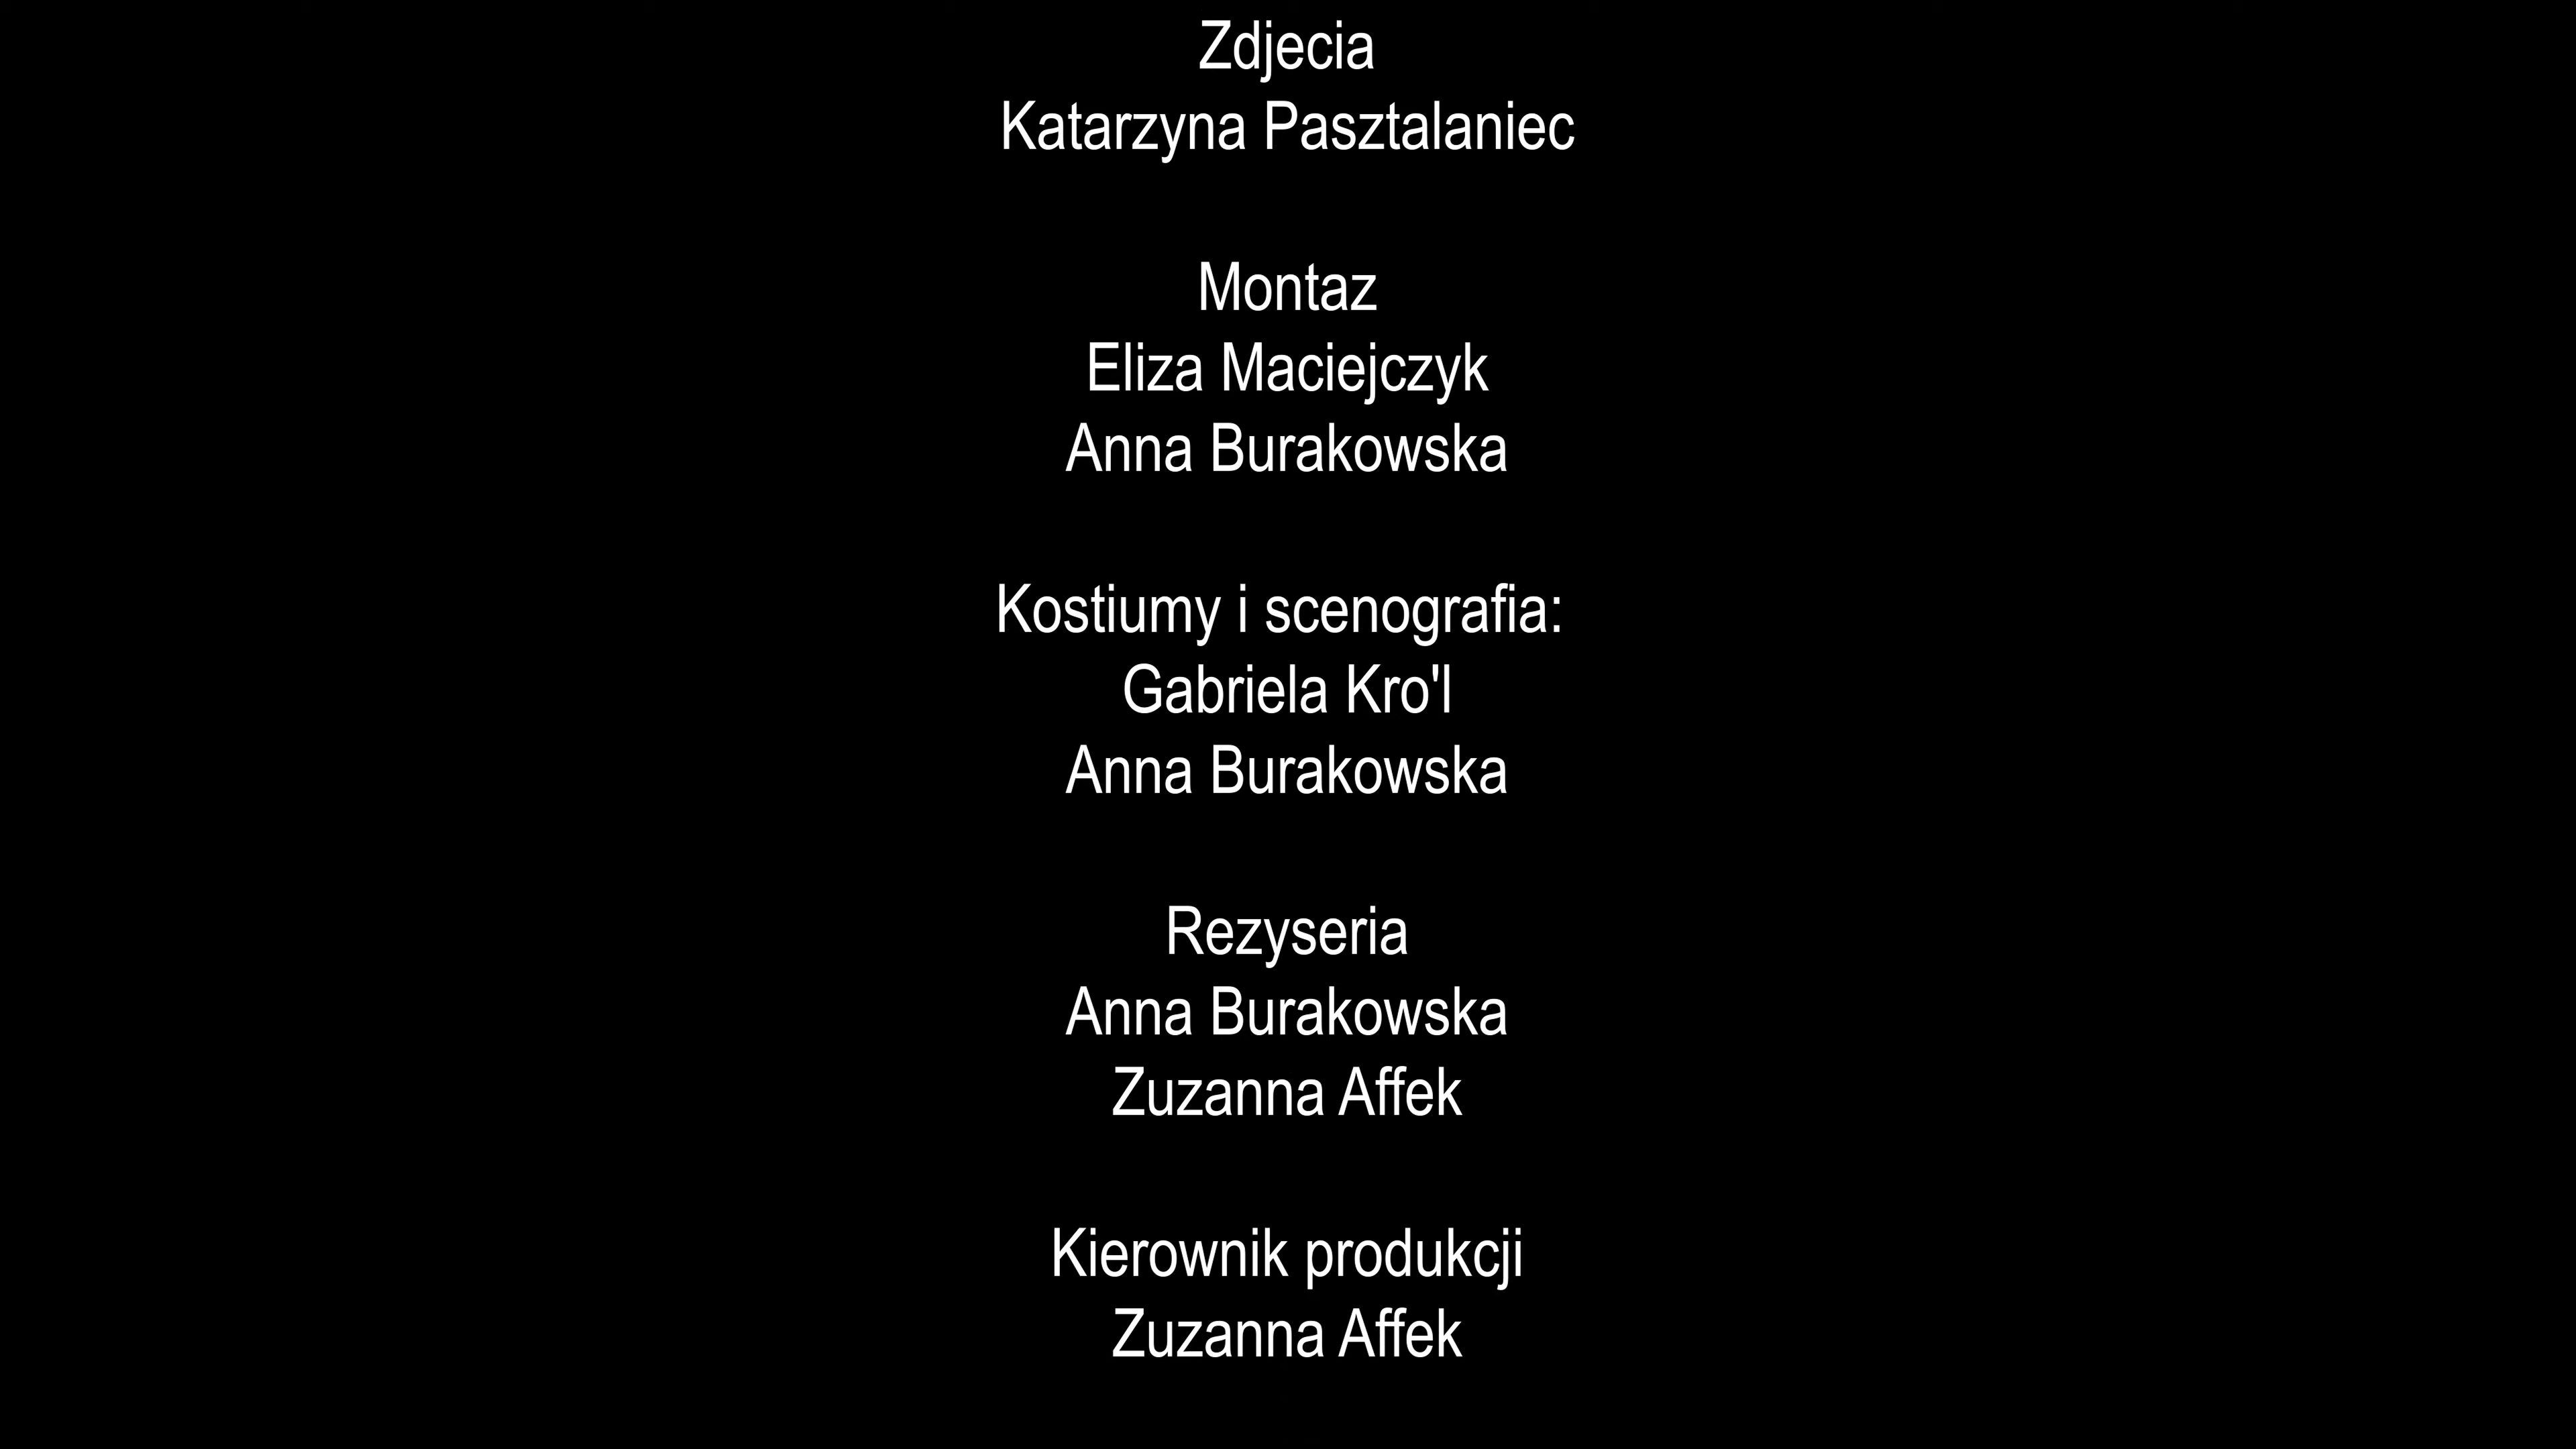 Zdjecia
Katarzyna Pasztalaniec
Montaz
Eliza Maciejczyk
Anna Burakowska
Kostiumy i scenografia:
Gabriela Kro'l
Anna Burakowska
Rezyseria
Anna Burakowska
Zuzanna Affek
Kierownik produkcji
Zuzanna Affek